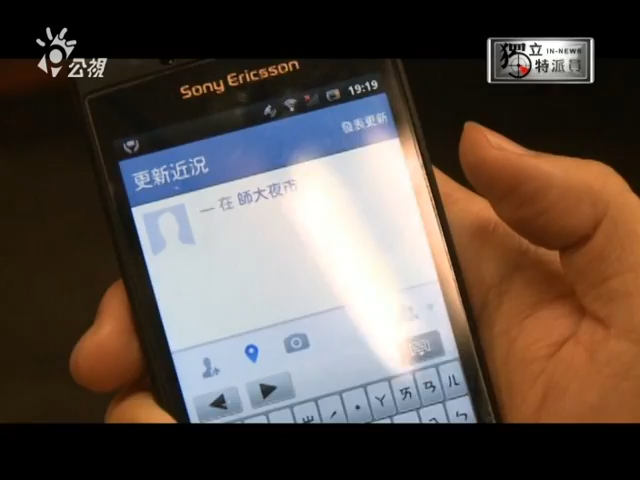 公視
獨立特派員
IN-NEWS
Sony Ericsson
19:19
更新近況
發表更新
— 在 師大夜市
ㄚ ㄞ ㄢ ㄦ
ㄣ